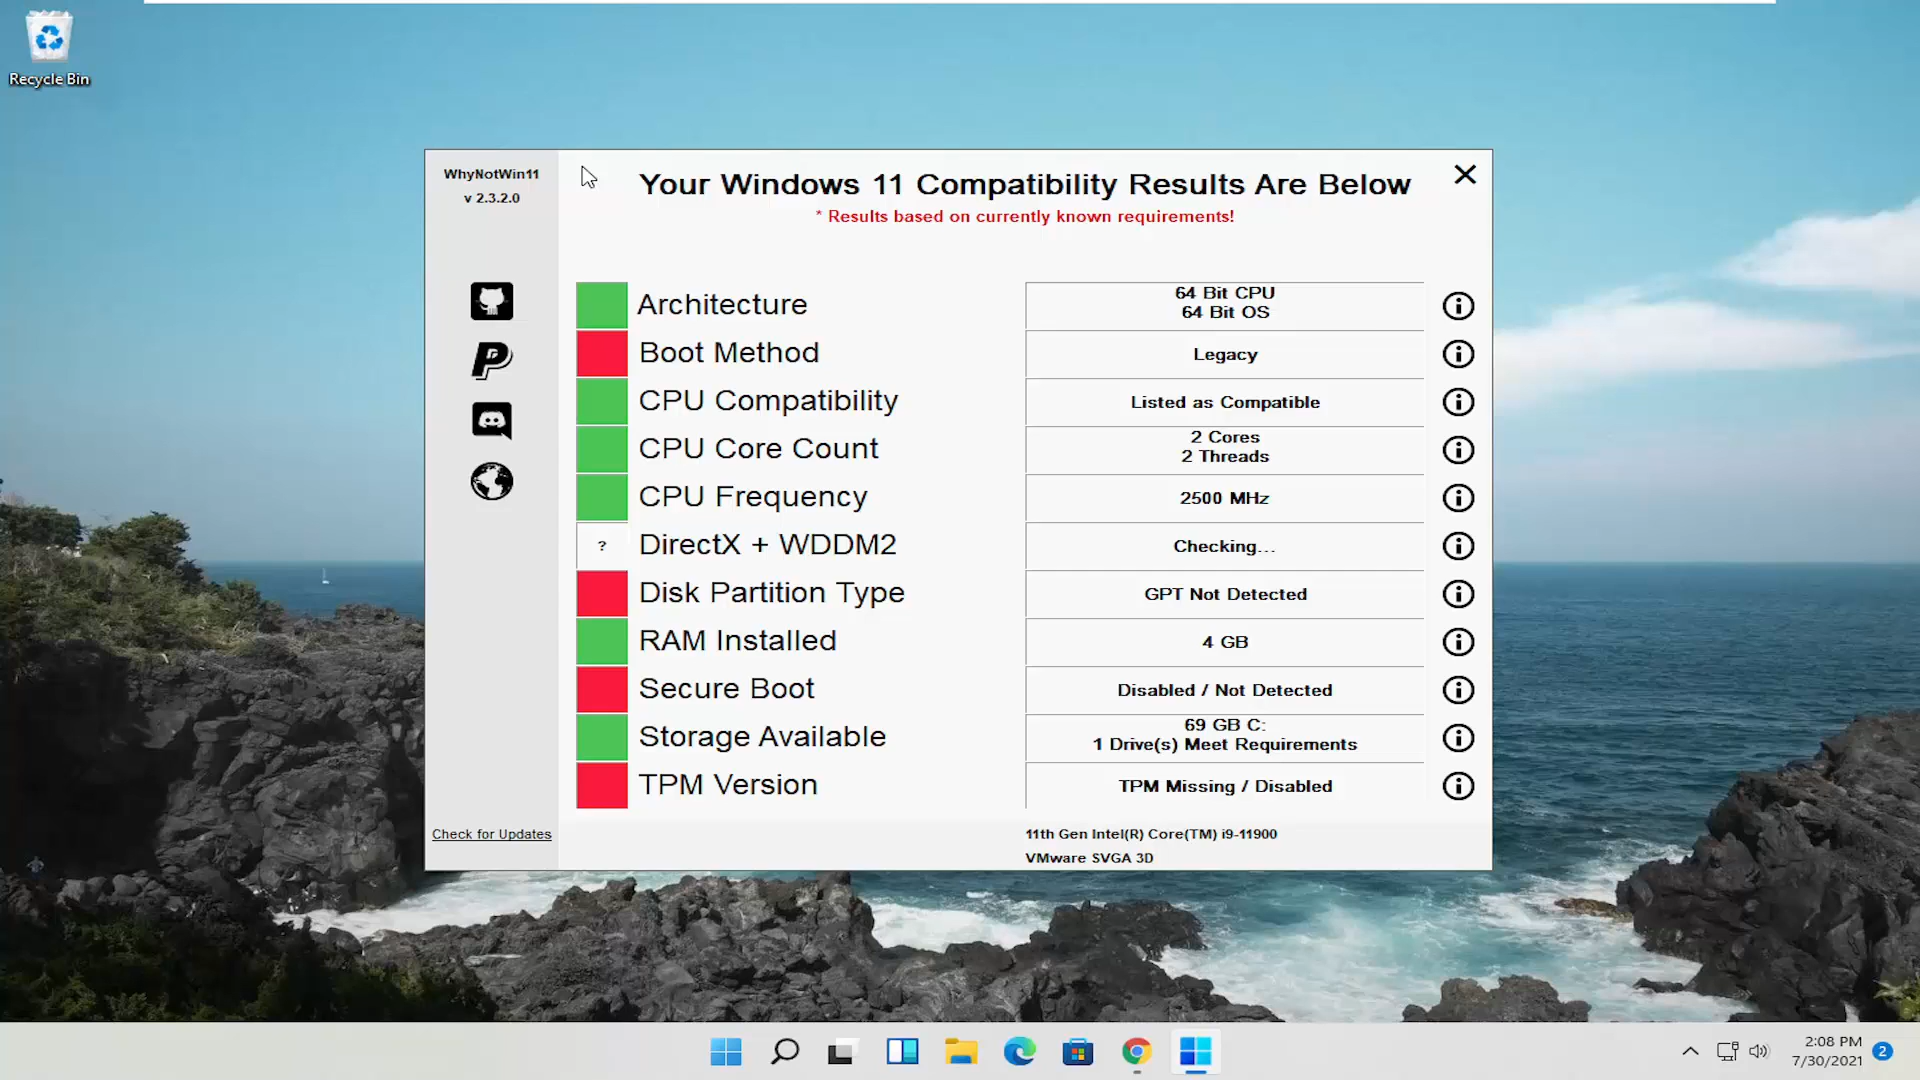 Recycle Bin
WhyNotWin11
v 2.3.2.0
Your Windows 11 Compatibility Results Are Below
* Results based on currently known requirements!
Architecture
64 Bit CPU
64 Bit OS
Boot Method
Legacy
CPU Compatibility
Listed as Compatible
CPU Core Count
2 Cores
2 Threads
CPU Frequency
2500 MHz
?
DirectX + WDDM2
Checking...
Disk Partition Type
GPT Not Detected
RAM Installed
4 GB
Secure Boot
Disabled / Not Detected
Storage Available
69 GB C:
1 Drive(s) Meet Requirements
TPM Version
TPM Missing / Disabled
Check for Updates
11th Gen Intel(R) Core(TM) i9-11900
VMware SVGA 3D
2:08 PM
7/30/2021
2